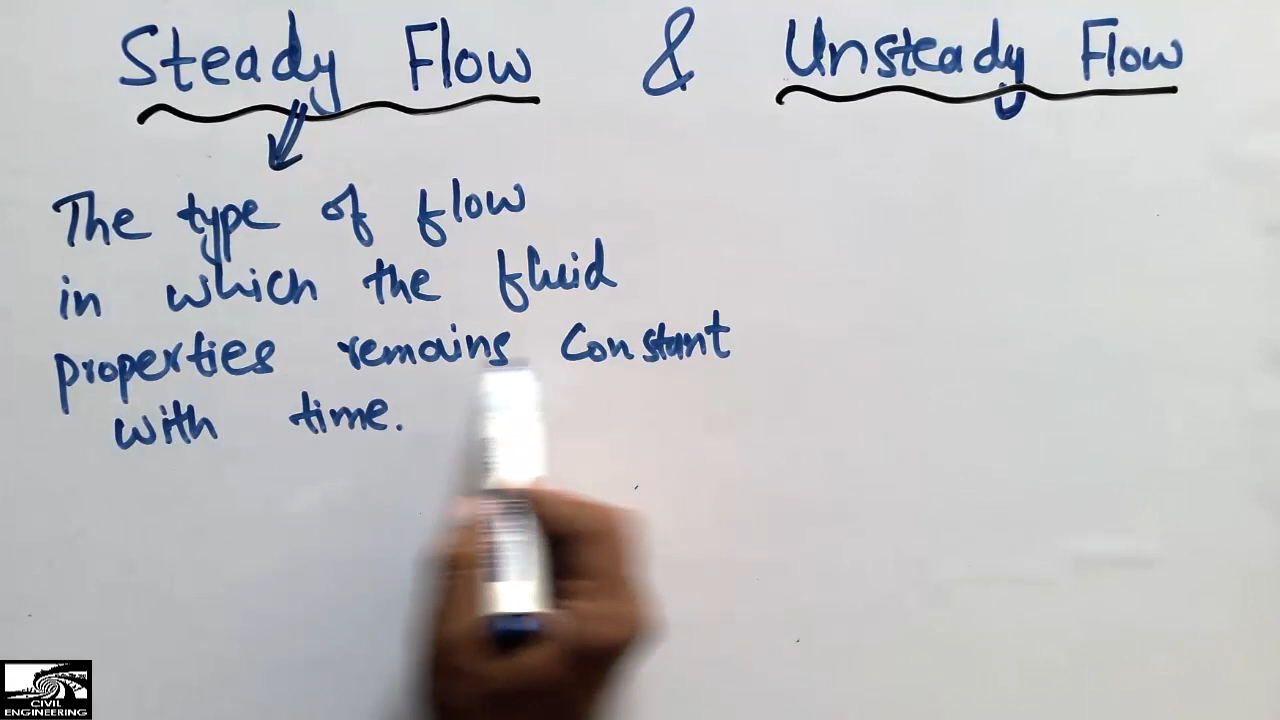 Steady Flow & Unsteady Flow
The type of flow
in which the fluid
properties remains constant
with time.
CIVIL
ENGINEERING